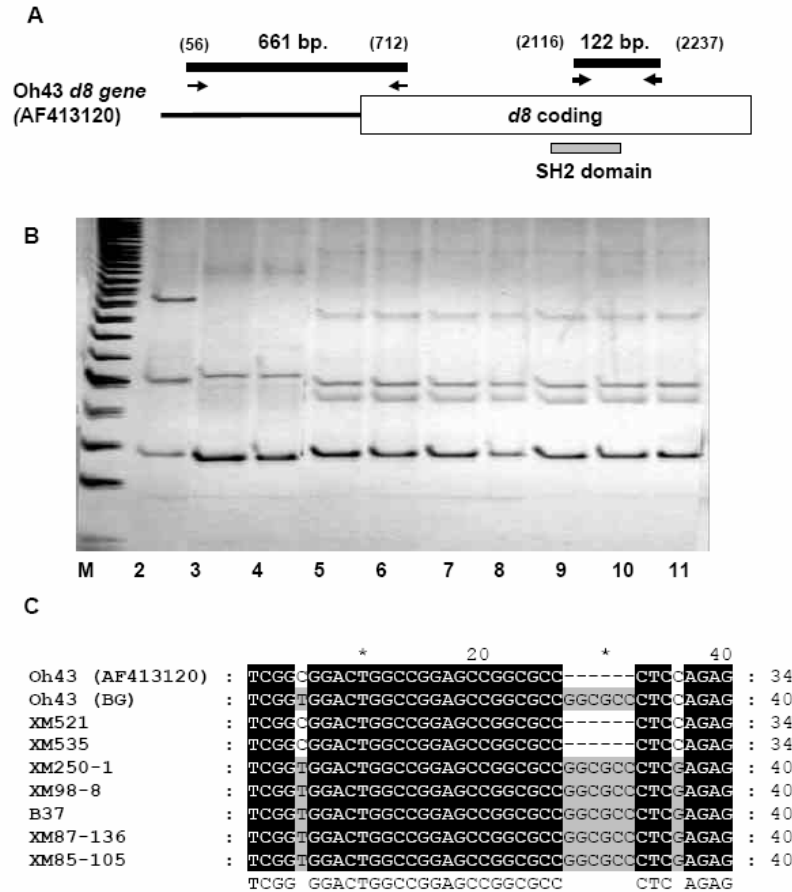 A
(56) 661 bp. (712) (2116) 122 bp. (2237)
Oh43 d8 gene
(AF413120)
d8 coding
SH2 domain
B
M 2 3 4 5 6 7 8 9 10 11
C
* 20 * 40
Oh43 (AF413120) : TCGGCGGACTGGCCGGAGCCGGCGCC------CTCCAGAG : 34
Oh43 (BG) : TCGGTGGACTGGCCGGAGCCGGCGCCGGCGCCCTCCAGAG : 40
XM521 : TCGGCGGACTGGCCGGAGCCGGCGCC------CTCCAGAG : 34
XM535 : TCGGCGGACTGGCCGGAGCCGGCGCC------CTCCAGAG : 34
XM250-1 : TCGGTGGACTGGCCGGAGCCGGCGCCGGCGCCCTCGAGAG : 40
XM98-8 : TCGGTGGACTGGCCGGAGCCGGCGCCGGCGCCCTCGAGAG : 40
B37 : TCGGTGGACTGGCCGGAGCCGGCGCCGGCGCCCTCGAGAG : 40
XM87-136 : TCGGTGGACTGGCCGGAGCCGGCGCCGGCGCCCTCGAGAG : 40
XM85-105 : TCGGTGGACTGGCCGGAGCCGGCGCCGGCGCCCTCGAGAG : 40
TCGG GGACTGGCCGGAGCCGGCGCC CTC AGAG